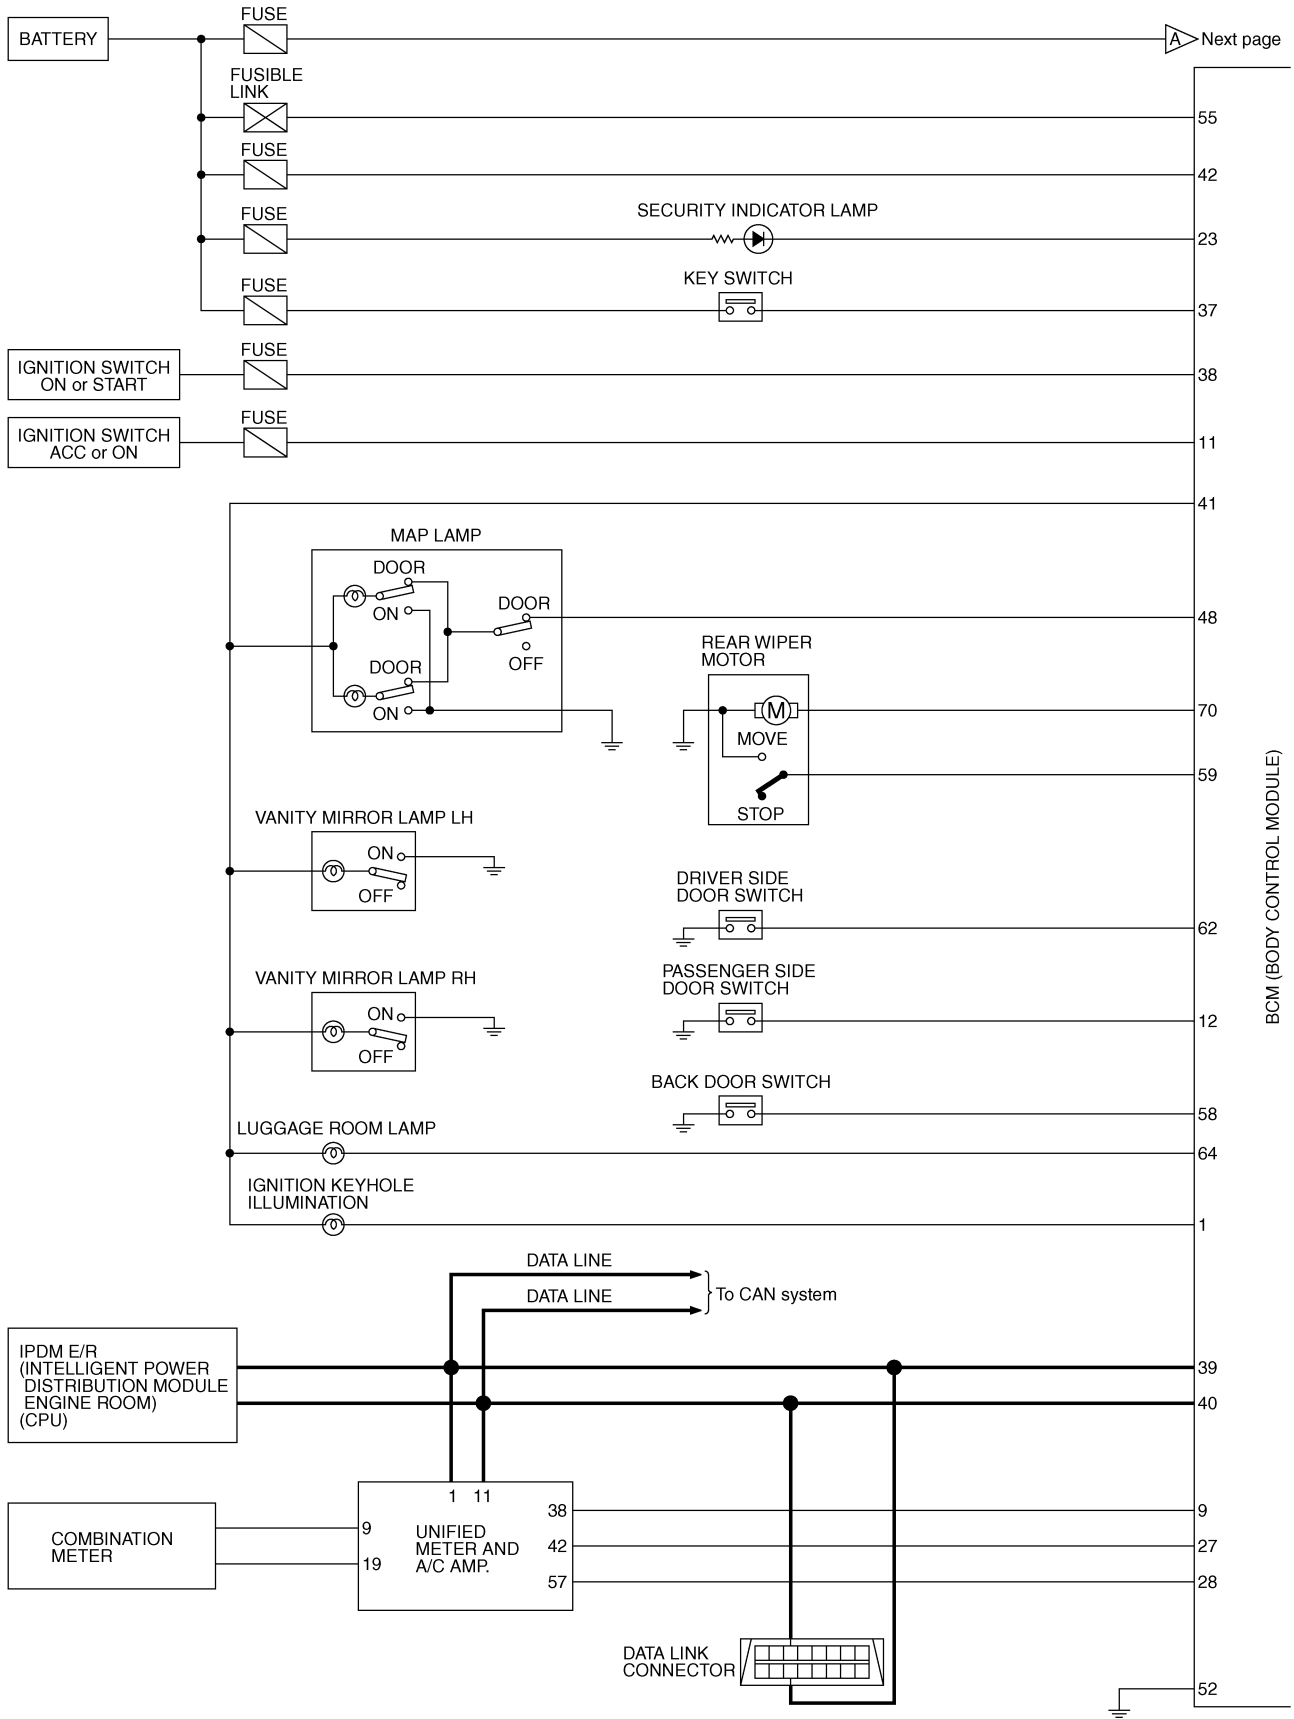 FUSE
BATTERY
A Next page
FUSIBLE
LINK
55
FUSE
42
FUSE
SECURITY INDICATOR LAMP
23
FUSE
KEY SWITCH
37
IGNITION SWITCH
ON or START
FUSE
38
IGNITION SWITCH
ACC or ON
FUSE
11
41
MAP LAMP
DOOR
ON
DOOR
OFF
48
DOOR
ON
REAR WIPER
MOTOR
M
70
MOVE
59
STOP
BCM (BODY CONTROL MODULE)
VANITY MIRROR LAMP LH
ON
OFF
DRIVER SIDE
DOOR SWITCH
62
VANITY MIRROR LAMP RH
ON
OFF
PASSENGER SIDE
DOOR SWITCH
12
BACK DOOR SWITCH
58
LUGGAGE ROOM LAMP
64
IGNITION KEYHOLE
ILLUMINATION
1
DATA LINE
DATA LINE
To CAN system
IPDM E/R
(INTELLIGENT POWER
DISTRIBUTION MODULE
ENGINE ROOM)
(CPU)
39
40
COMBINATION
METER
1 11
9
19
UNIFIED
METER AND
A/C AMP.
38
42
57
9
27
28
DATA LINK
CONNECTOR
52